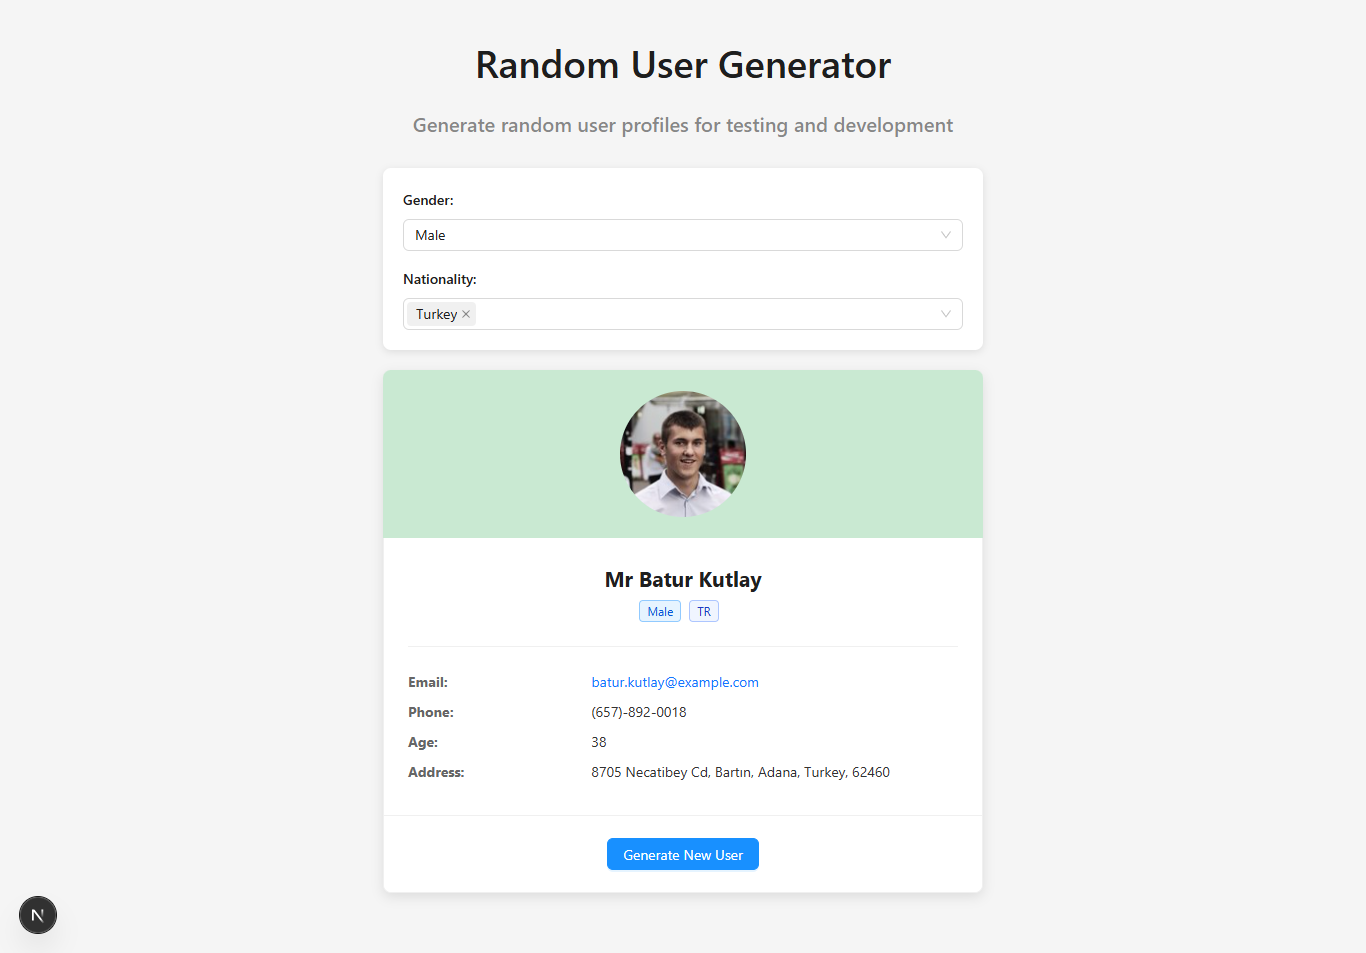 Random User Generator
Generate random user profiles for testing and development
Gender:
Male
Nationality:
Turkey ×
Mr Batur Kutlay
Male TR
Email: batur.kutlay@example.com
Phone: (657)-892-0018
Age: 38
Address: 8705 Necatibey Cd, Bartın, Adana, Turkey, 62460
Generate New User
N